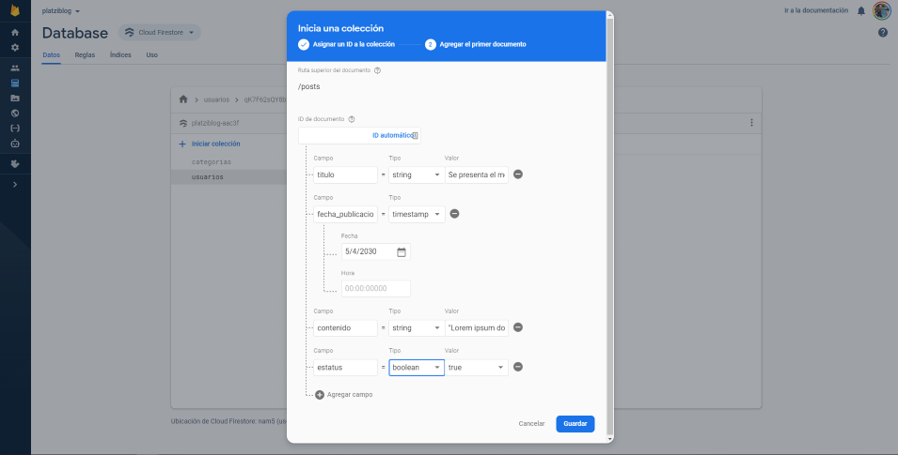 platziblog
Ir a la documentación
Database
Cloud Firestore
Datos
Reglas
Índices
Uso
usuarios
platziblog-eac3f
Iniciar colección
categorias
usuarios
Ubicación de Cloud Firestore: nam5
Inicia una colección
Asignar un ID a la colección
2 Agregar el primer documento
Ruta superior del documento
/posts
ID de documento
ID automático
Campo Tipo Valor
titulo = string Se presenta el m
Campo Tipo
fecha_publicacio = timestamp
Fecha
5/4/2030
Hora
00:00:00000
Campo Tipo Valor
contenido = string "Lorem ipsum do
Campo Tipo Valor
estatus = boolean true
Agregar campo
Cancelar Guardar